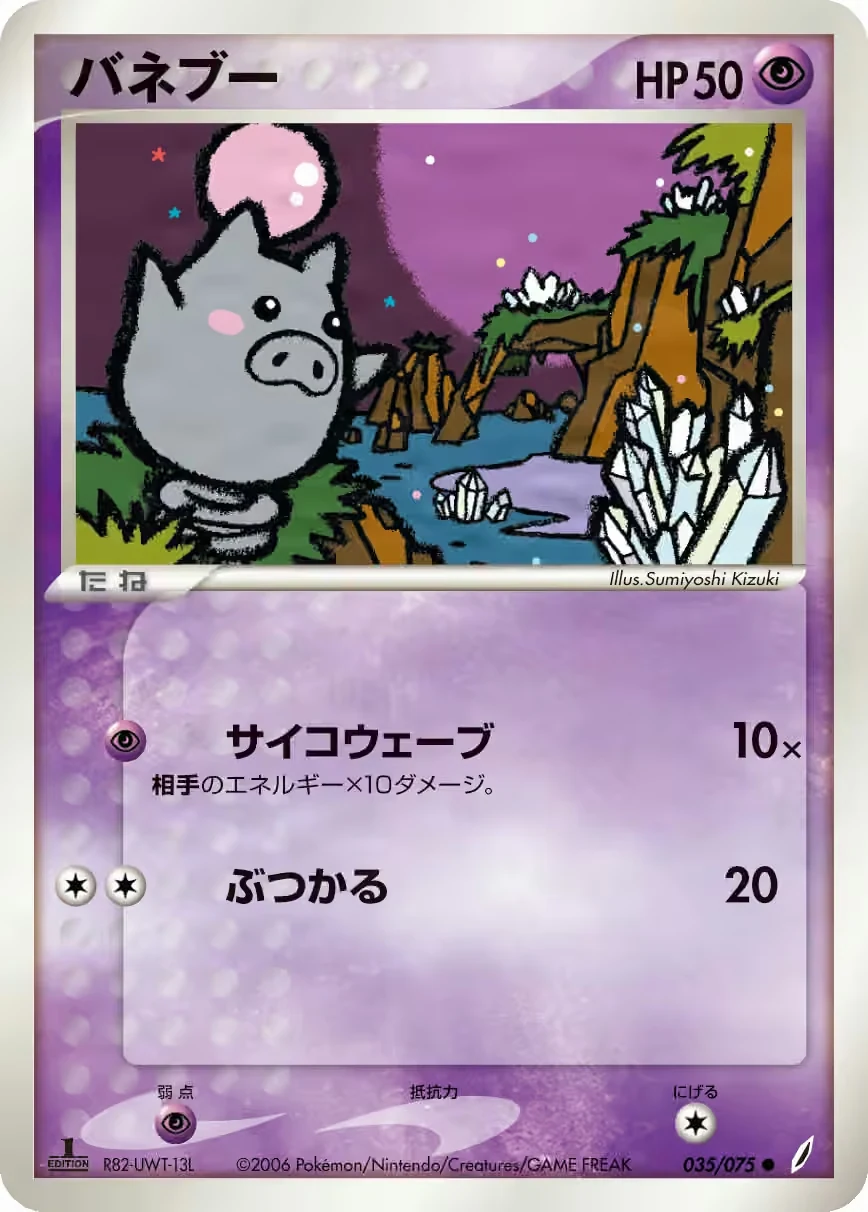 バネブー HP50
たね Illus.Sumiyoshi Kizuki
サイコウェーブ 10×
相手のエネルギー×10ダメージ。
ぶつかる 20
弱点 抵抗力 にげる
1 EDITION R82-UWT-13L ©2006 Pokémon/Nintendo/Creatures/GAME FREAK 035/075 ●